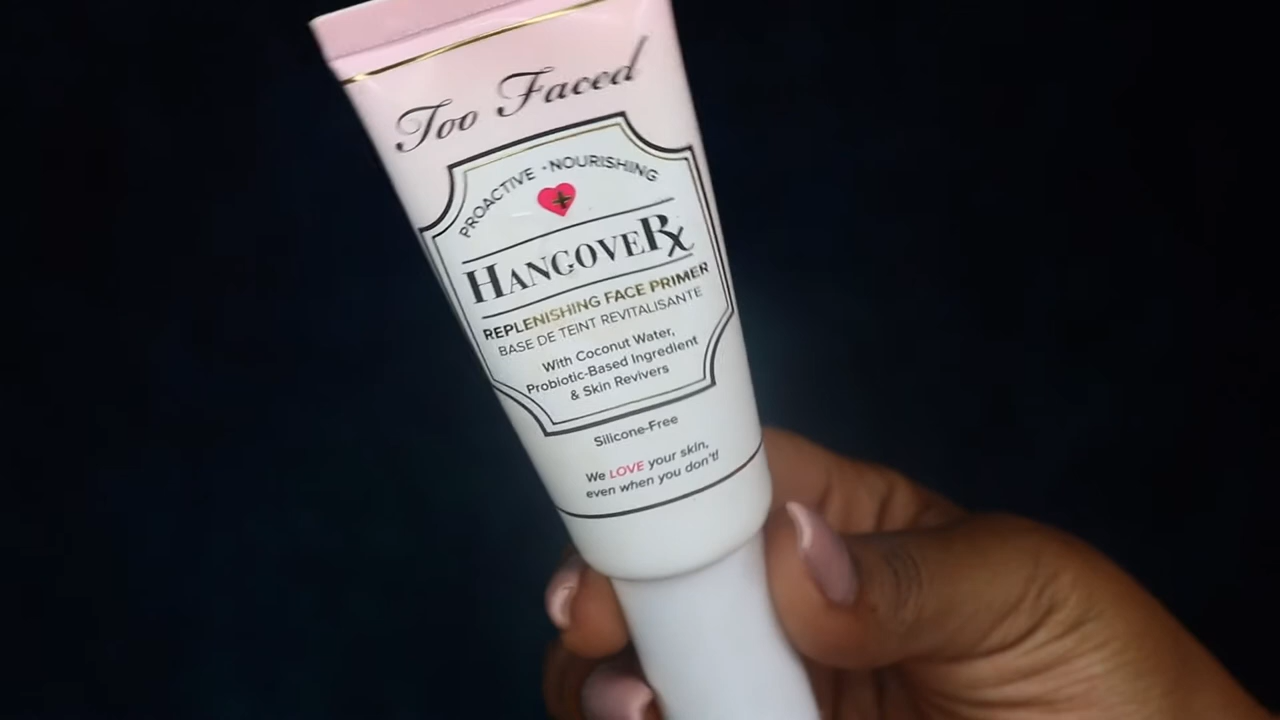 Too Faced
PROACTIVE · NOURISHING
HANGOVERX
REPLENISHING FACE PRIMER
BASE DE TEINT REVITALISANTE
With Coconut Water,
Probiotic-Based Ingredient
& Skin Revivers
Silicone-Free
We LOVE your skin,
even when you don't!